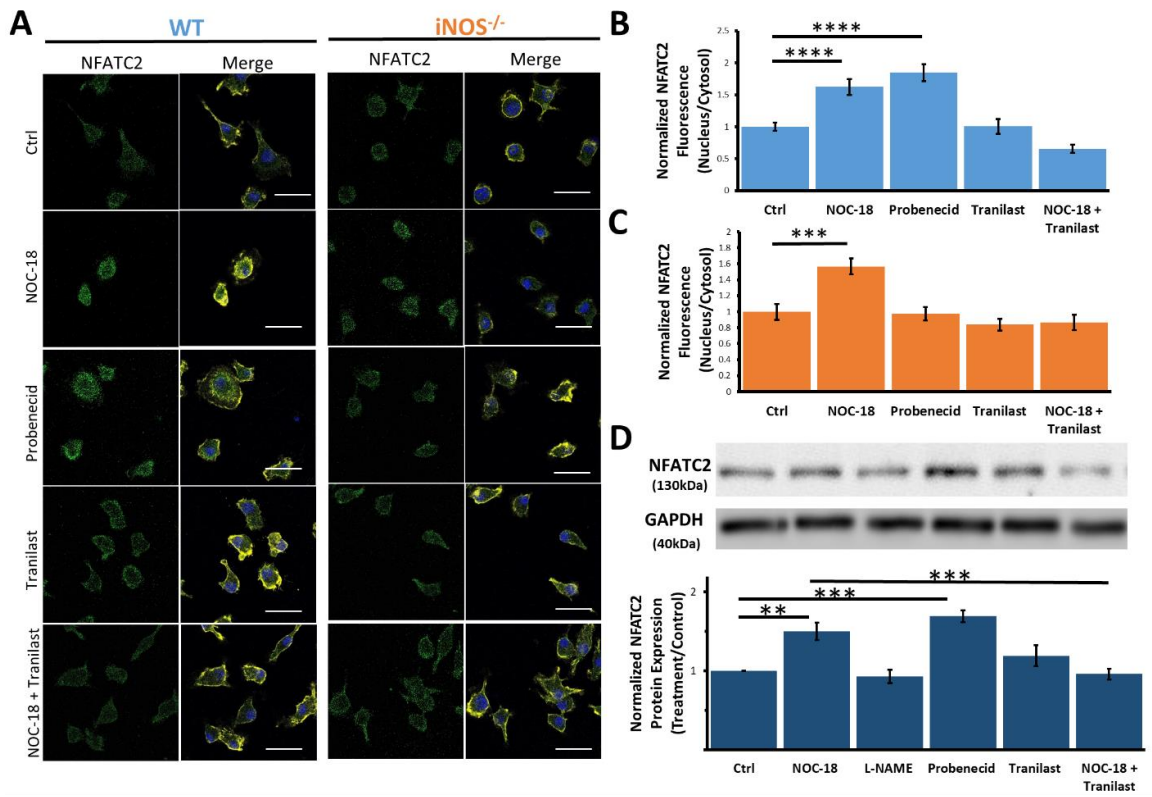 A
WT
iNOS-/-
NFATC2
Merge
NFATC2
Merge
Ctrl
NOC-18
Probenecid
Tranilast
NOC-18 + Tranilast
B
Normalized NFATC2
Fluorescence
(Nucleus/Cytosol)
2.5
2
1.5
1
0.5
0
****
****
Ctrl
NOC-18
Probenecid
Tranilast
NOC-18 +
Tranilast
C
Normalized NFATC2
Fluorescence
(Nucleus/Cytosol)
2
1.8
1.6
1.4
1.2
1
0.8
0.6
0.4
0.2
0
***
Ctrl
NOC-18
Probenecid
Tranilast
NOC-18 +
Tranilast
D
NFATC2
(130kDa)
GAPDH
(40kDa)
Normalized NFATC2
Protein Expression
(Treatment/Control)
2
1
***
***
**
Ctrl
NOC-18
L-NAME
Probenecid
Tranilast
NOC-18 +
Tranilast